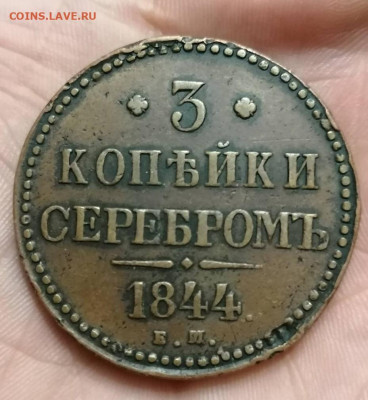 COINS.LAVE.RU
3
КОПѢЙКИ
СЕРЕБРОМЪ
1844.
Е.М.